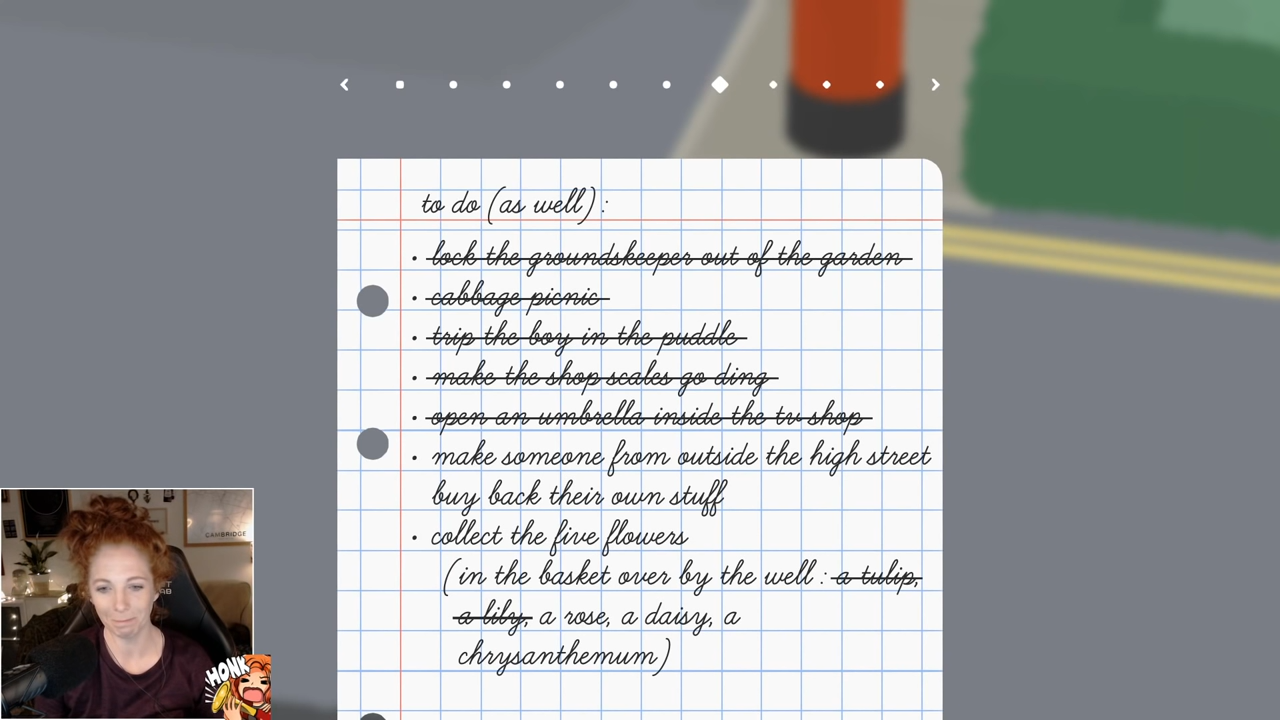 to do (as well) :
• lock the groundskeeper out of the garden
• cabbage picnic
• trip the boy in the puddle
• make the shop scales go ding
• open an umbrella inside the tv shop
• make someone from outside the high street
buy back their own stuff
• collect the five flowers
(in the basket over by the well : a tulip,
a lily, a rose, a daisy, a
chrysanthemum)
CAMBRIDGE
HONK